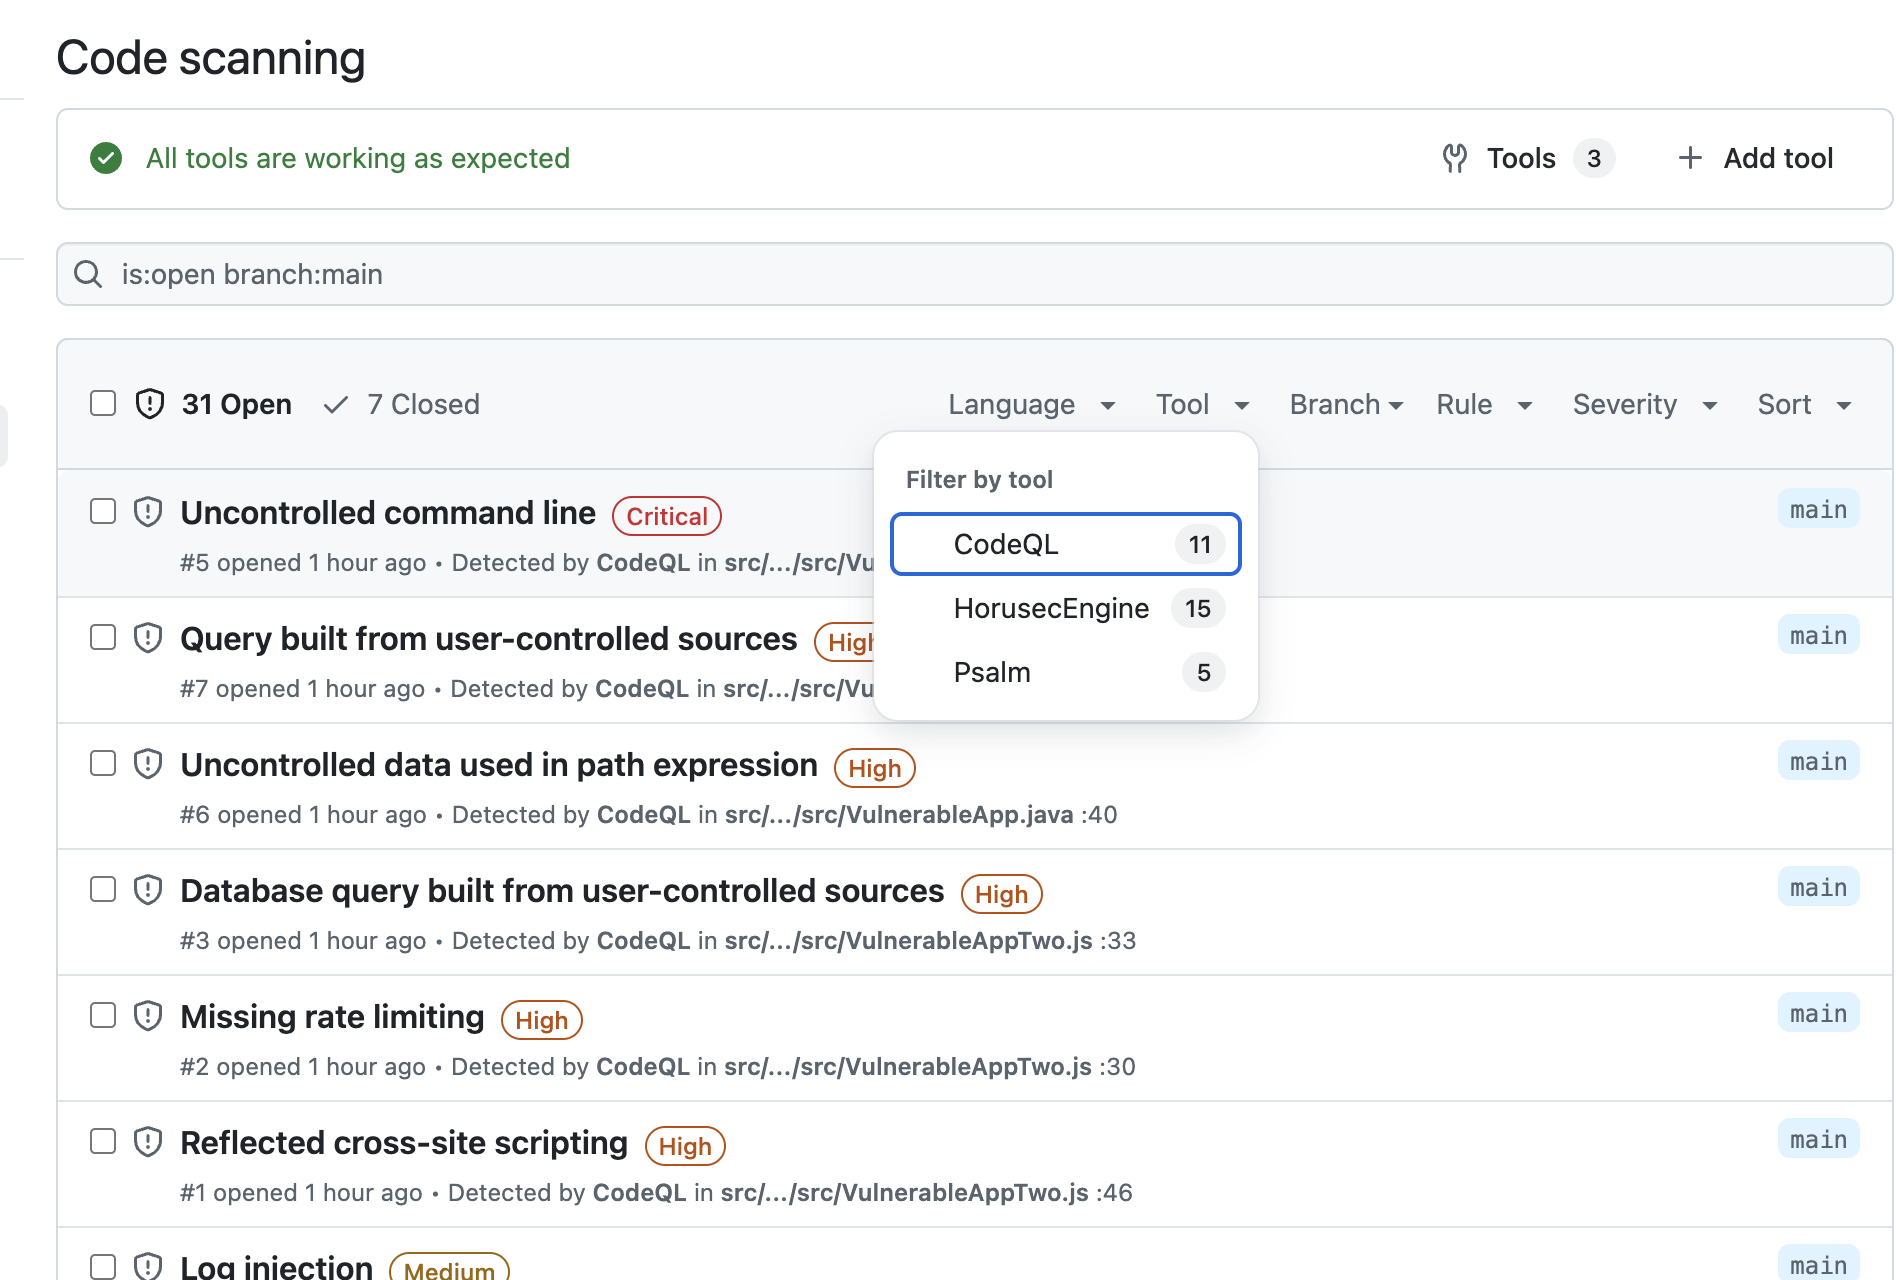 Code scanning
All tools are working as expected
Tools 3
Add tool
is:open branch:main
31 Open
7 Closed
Language
Tool
Branch
Rule
Severity
Sort
Filter by tool
CodeQL 11
HorusecEngine 15
Psalm 5
Uncontrolled command line Critical
main
#5 opened 1 hour ago • Detected by CodeQL in src/.../src/Vu
Query built from user-controlled sources High
main
#7 opened 1 hour ago • Detected by CodeQL in src/.../src/Vu
Uncontrolled data used in path expression High
main
#6 opened 1 hour ago • Detected by CodeQL in src/.../src/VulnerableApp.java :40
Database query built from user-controlled sources High
main
#3 opened 1 hour ago • Detected by CodeQL in src/.../src/VulnerableAppTwo.js :33
Missing rate limiting High
main
#2 opened 1 hour ago • Detected by CodeQL in src/.../src/VulnerableAppTwo.js :30
Reflected cross-site scripting High
main
#1 opened 1 hour ago • Detected by CodeQL in src/.../src/VulnerableAppTwo.js :46
Log injection Medium
main